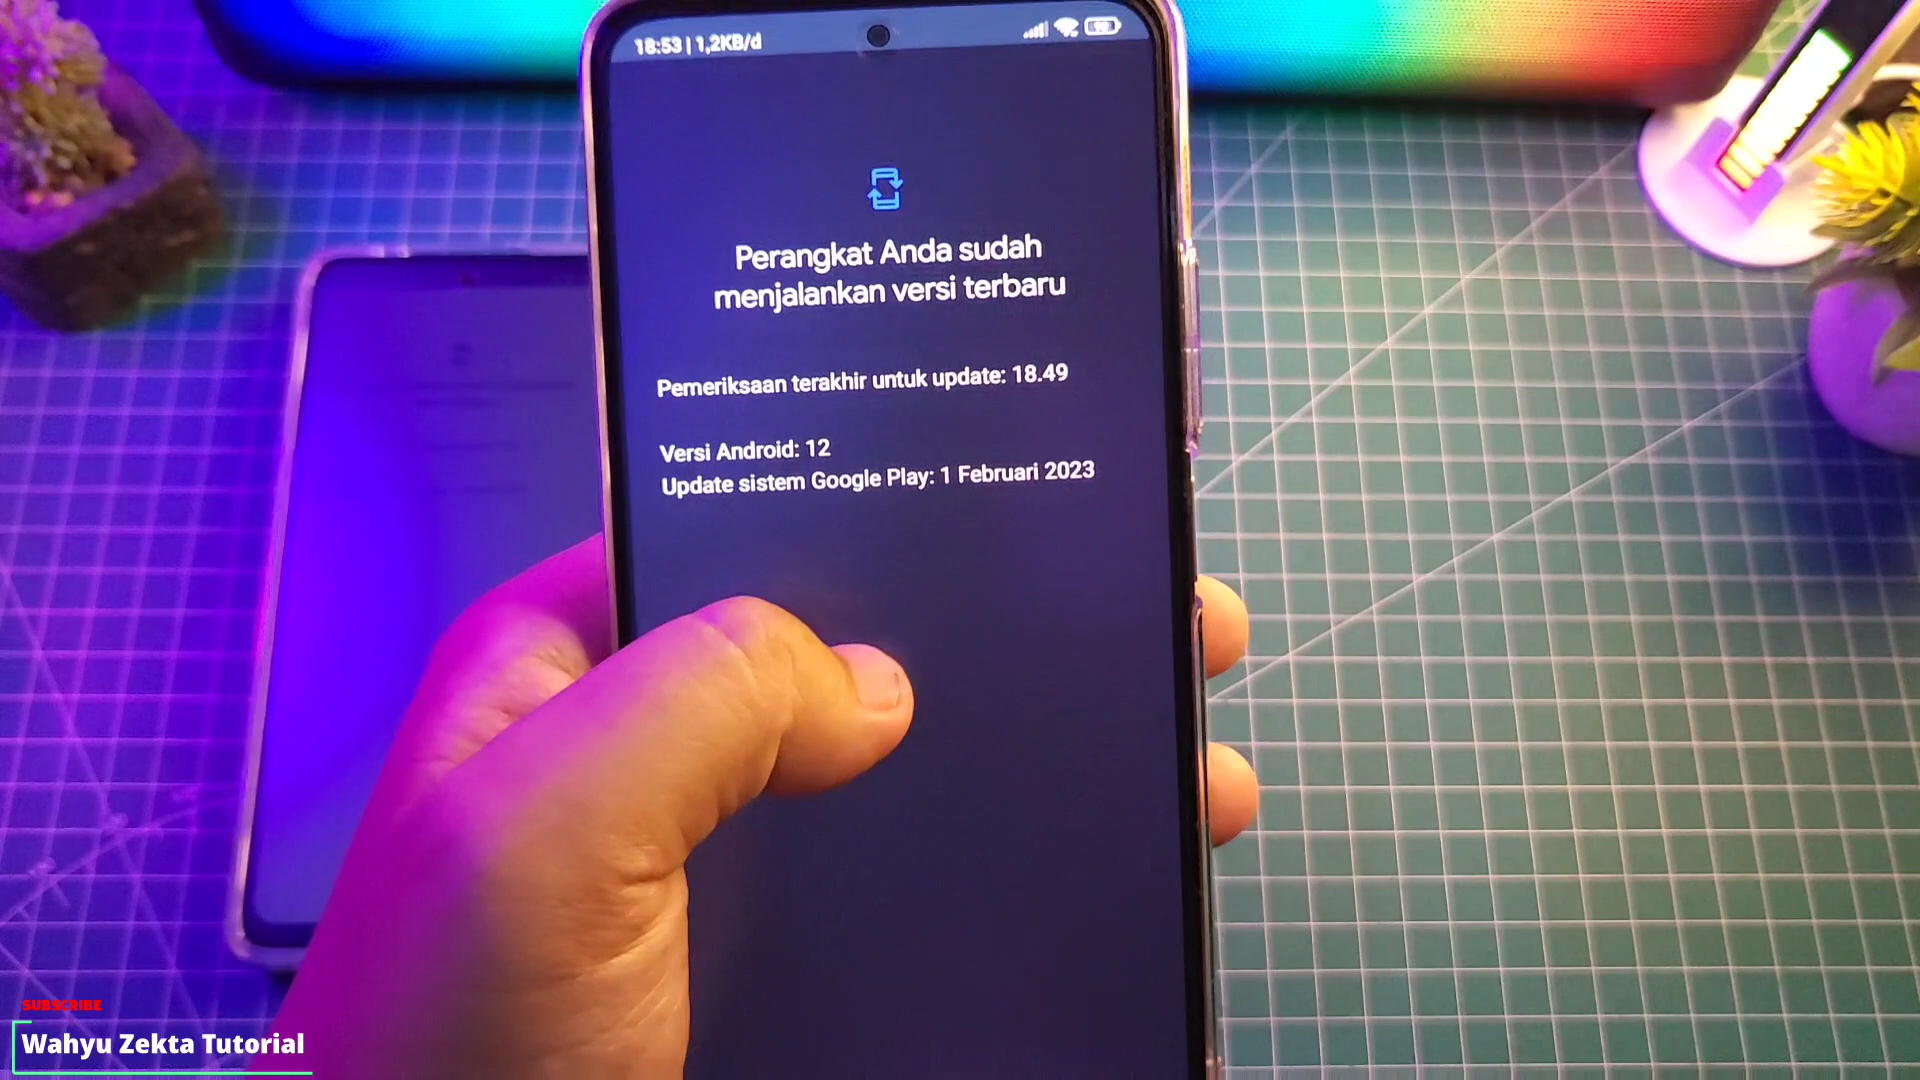 18:53 | 1,2KB/d
Perangkat Anda sudah
menjalankan versi terbaru
Pemeriksaan terakhir untuk update: 18.49
Versi Android: 12
Update sistem Google Play: 1 Februari 2023
SUBSCRIBE
Wahyu Zekta Tutorial